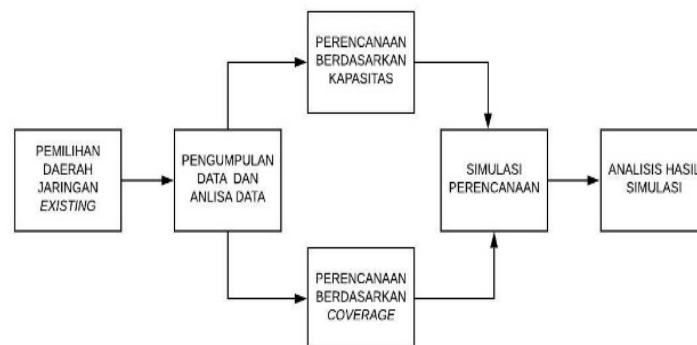 PEMILIHAN
DAERAH
JARINGAN
EXISTING
PENGUMPULAN
DATA DAN
ANLISA DATA
PERENCANAAN
BERDASARKAN
KAPASITAS
PERENCANAAN
BERDASARKAN
COVERAGE
SIMULASI
PERENCANAAN
ANALISIS HASIL
SIMULASI